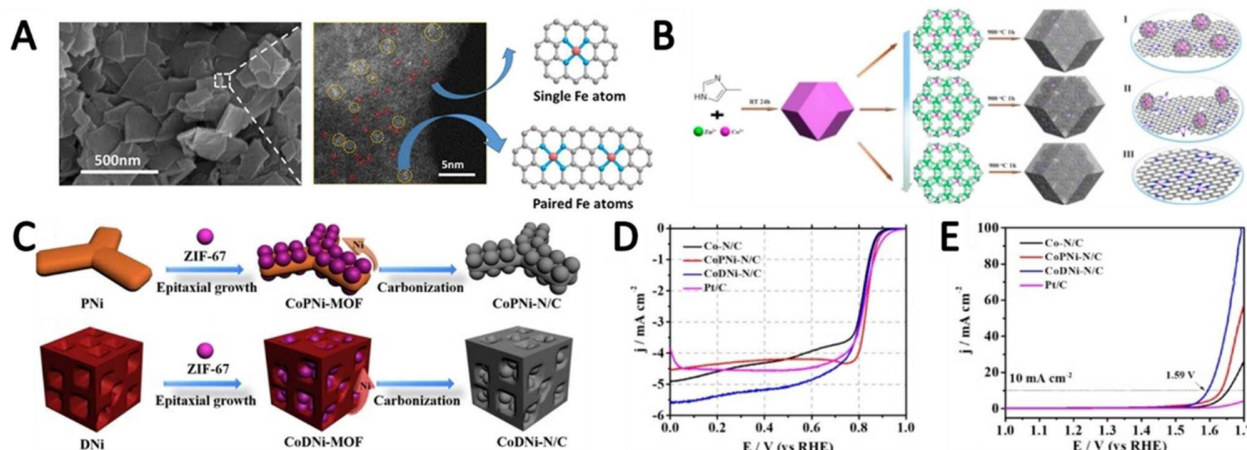 A
500nm
5nm
Single Fe atom
Paired Fe atoms
B
HN
N
+
Zn²⁺ Co²⁺
RT 24h
900 °C 1h
900 °C 1h
900 °C 1h
I
II
III
C
PNi
ZIF-67
Epitaxial growth
Ni
CoPNi-MOF
Carbonization
CoPNi-N/C
DNi
ZIF-67
Epitaxial growth
Ni
CoDNi-MOF
Carbonization
CoDNi-N/C
D
j / mA cm⁻²
0
-1
-2
-3
-4
-5
-6
Co-N/C
CoPNi-N/C
CoDNi-N/C
Pt/C
0.0 0.2 0.4 0.6 0.8 1.0
E / V (vs RHE)
E
j / mA cm⁻²
100
80
60
40
20
0
Co-N/C
CoPNi-N/C
CoDNi-N/C
Pt/C
10 mA cm⁻²
1.59 V
1.0 1.1 1.2 1.3 1.4 1.5 1.6 1.7
E / V (vs RHE)